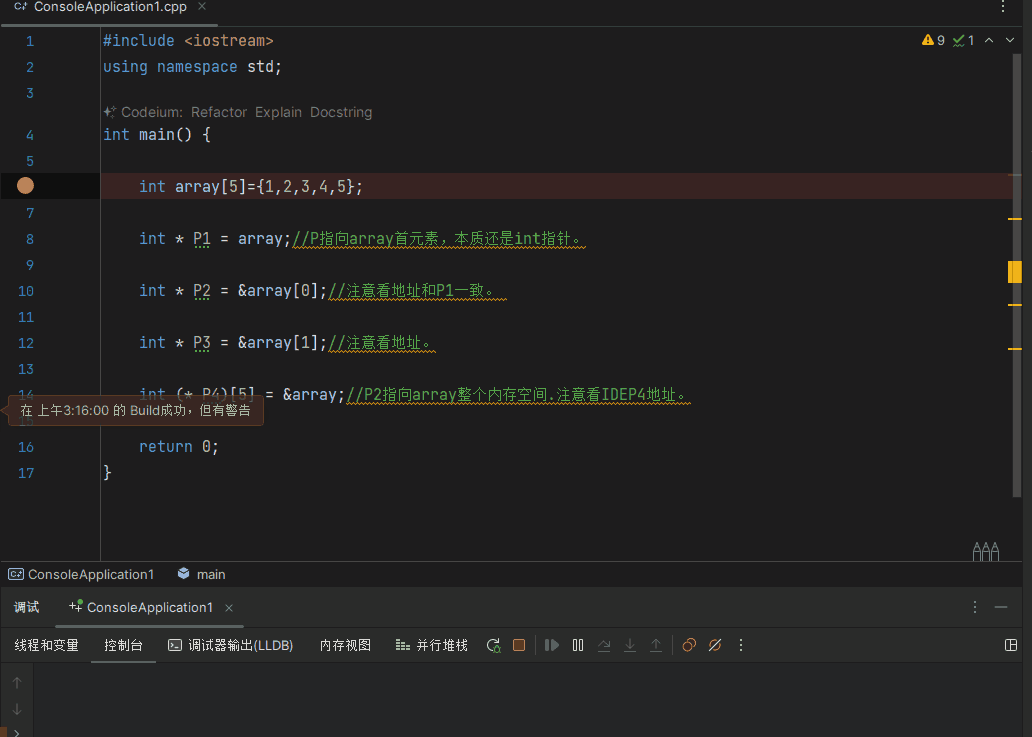 ConsoleApplication1.cpp
1 #include <iostream> 9 1
2 using namespace std;
3
Codeium: Refactor Explain Docstring
4 int main() {
5
int array[5]={1,2,3,4,5};
7
8 int * P1 = array;//P指向array首元素，本质还是int指针。
9
10 int * P2 = &array[0];//注意看地址和P1一致。
11
12 int * P3 = &array[1];//注意看地址。
13
14 int (* P4)[5] = &array;//P2指向array整个内存空间.注意看IDEP4地址。
在 上午3:16:00 的 Build成功，但有警告
15
16 return 0;
17 }
ConsoleApplication1 main
调试 ConsoleApplication1
线程和变量 控制台 调试器输出(LLDB) 内存视图 并行堆栈